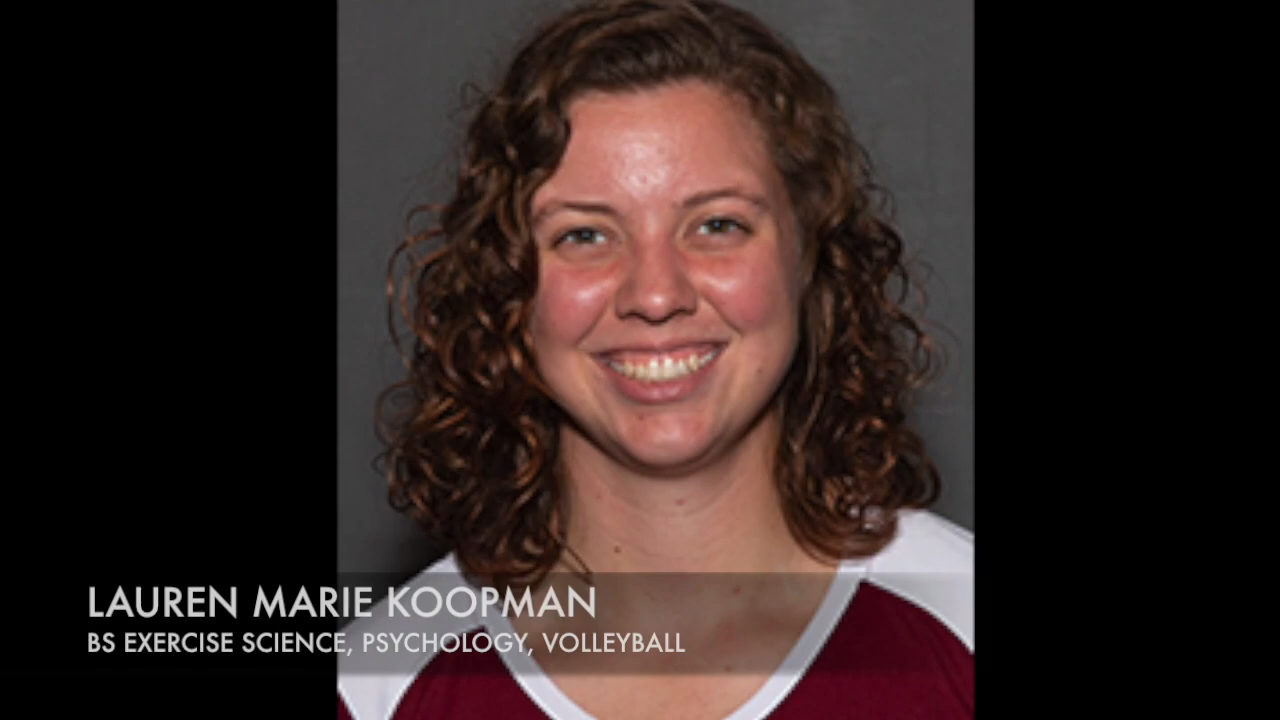 LAUREN MARIE KOOPMAN
BS EXERCISE SCIENCE, PSYCHOLOGY, VOLLEYBALL